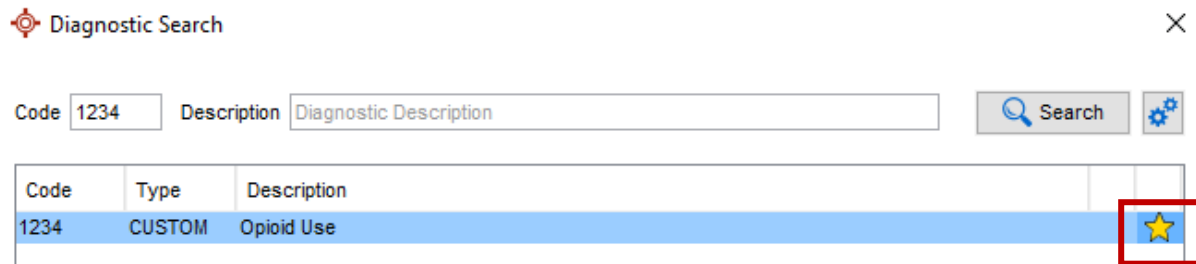 Diagnostic Search
Code 1234 Description Diagnostic Description Search
Code Type Description
1234 CUSTOM Opioid Use